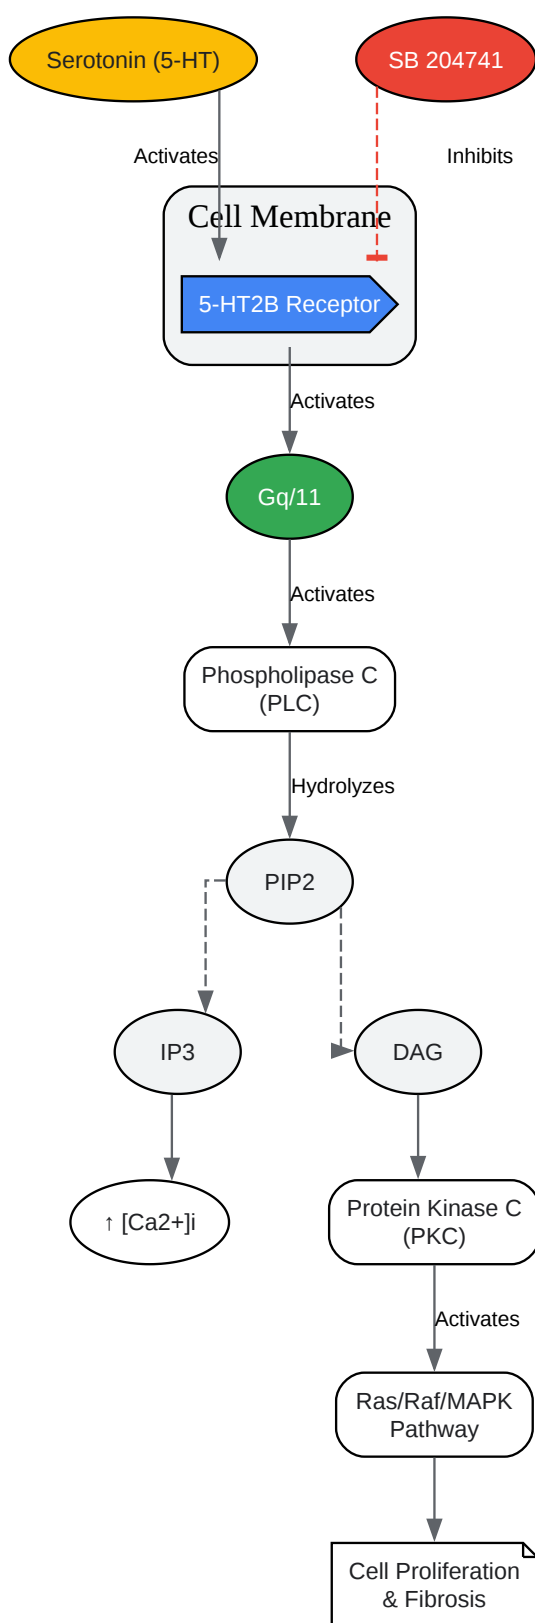 Serotonin (5-HT)
SB 204741
Activates
Inhibits
Cell Membrane
5-HT2B Receptor
Activates
Gq/11
Activates
Phospholipase C
(PLC)
Hydrolyzes
PIP2
IP3
DAG
↑ [Ca2+]i
Protein Kinase C
(PKC)
Activates
Ras/Raf/MAPK
Pathway
Cell Proliferation
& Fibrosis